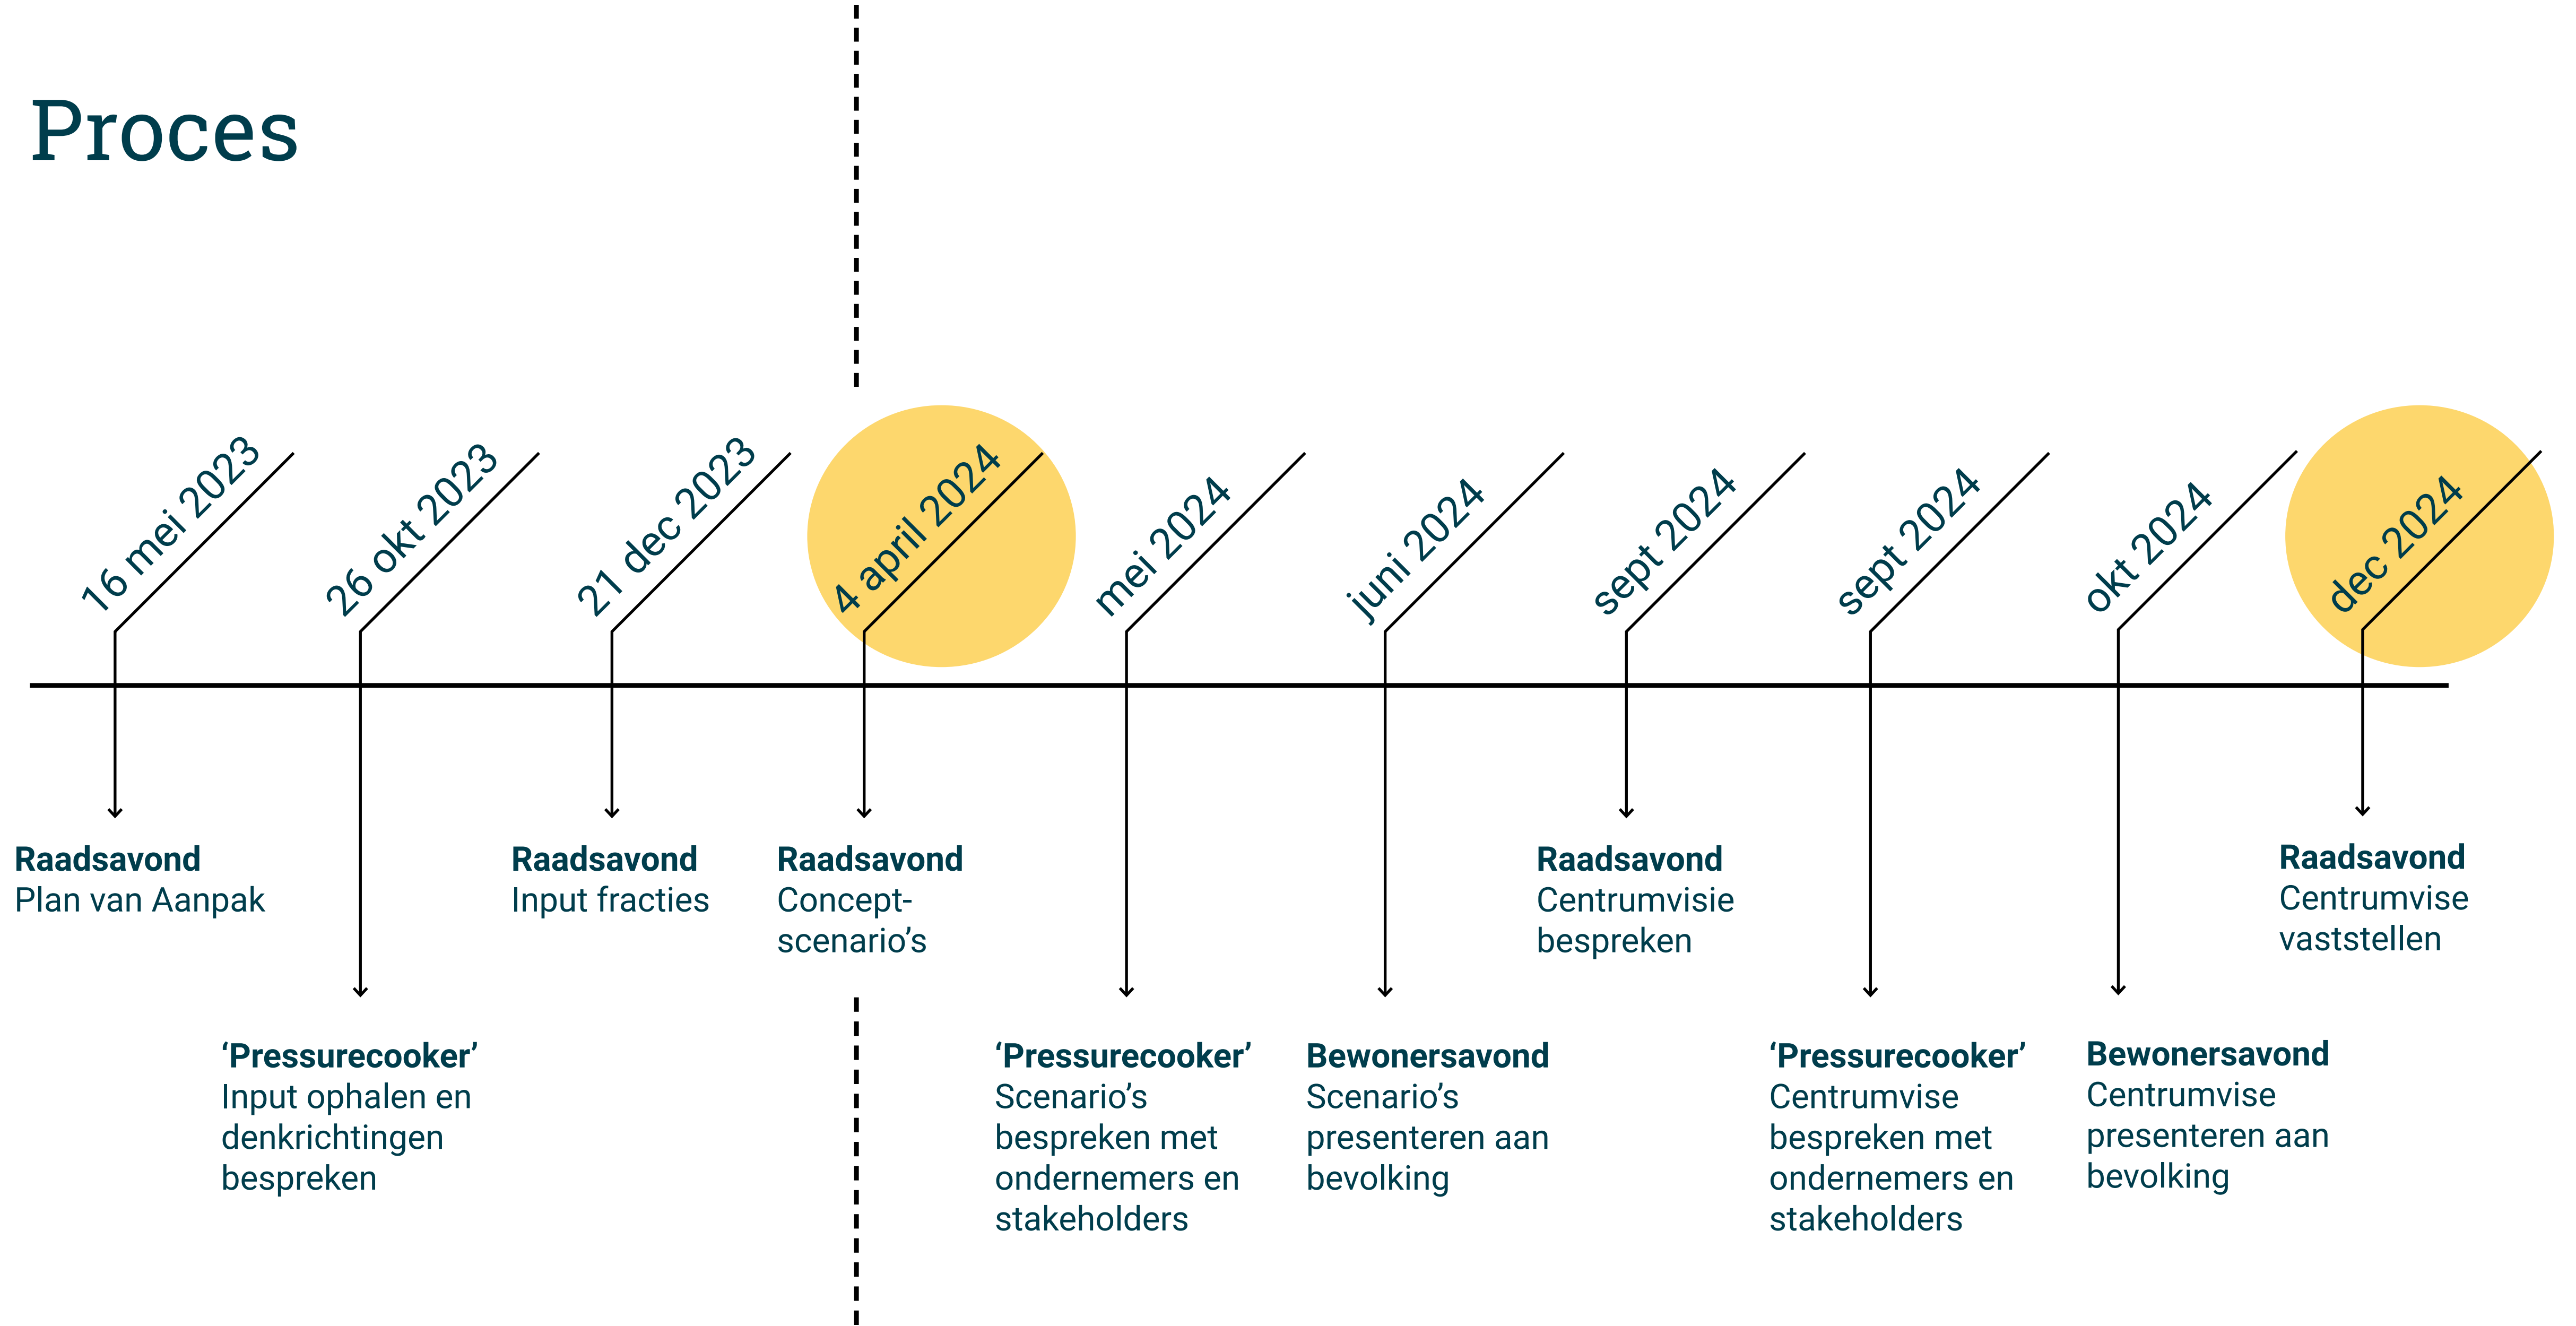 Proces
16 mei 2023
26 okt 2023
21 dec 2023
4 april 2024
mei 2024
juni 2024
sept 2024
sept 2024
okt 2024
dec 2024
Raadsavond
Plan van Aanpak
‘Pressurecooker’
Input ophalen en
denkrichtingen
bespreken
Raadsavond
Input fracties
Raadsavond
Concept-
scenario’s
‘Pressurecooker’
Scenario’s
bespreken met
ondernemers en
stakeholders
Bewonersavond
Scenario’s
presenteren aan
bevolking
Raadsavond
Centrumvisie
bespreken
‘Pressurecooker’
Centrumvise
bespreken met
ondernemers en
stakeholders
Bewonersavond
Centrumvise
presenteren aan
bevolking
Raadsavond
Centrumvise
vaststellen